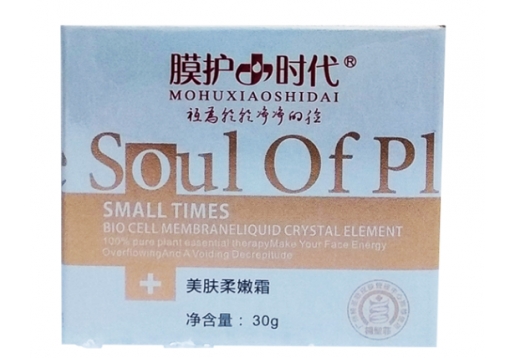 膜护小时代®
MOHUXIAOSHIDAI
e Soul Of Pl
SMALL TIMES
BIO CELL MEMBRANELIQUID CRYSTAL ELEMENT
100% pure plant essential therapyMake Your Face Energy
OverflowingAnd A Voiding Decrepitude
美肤柔嫩霜
净含量： 30g